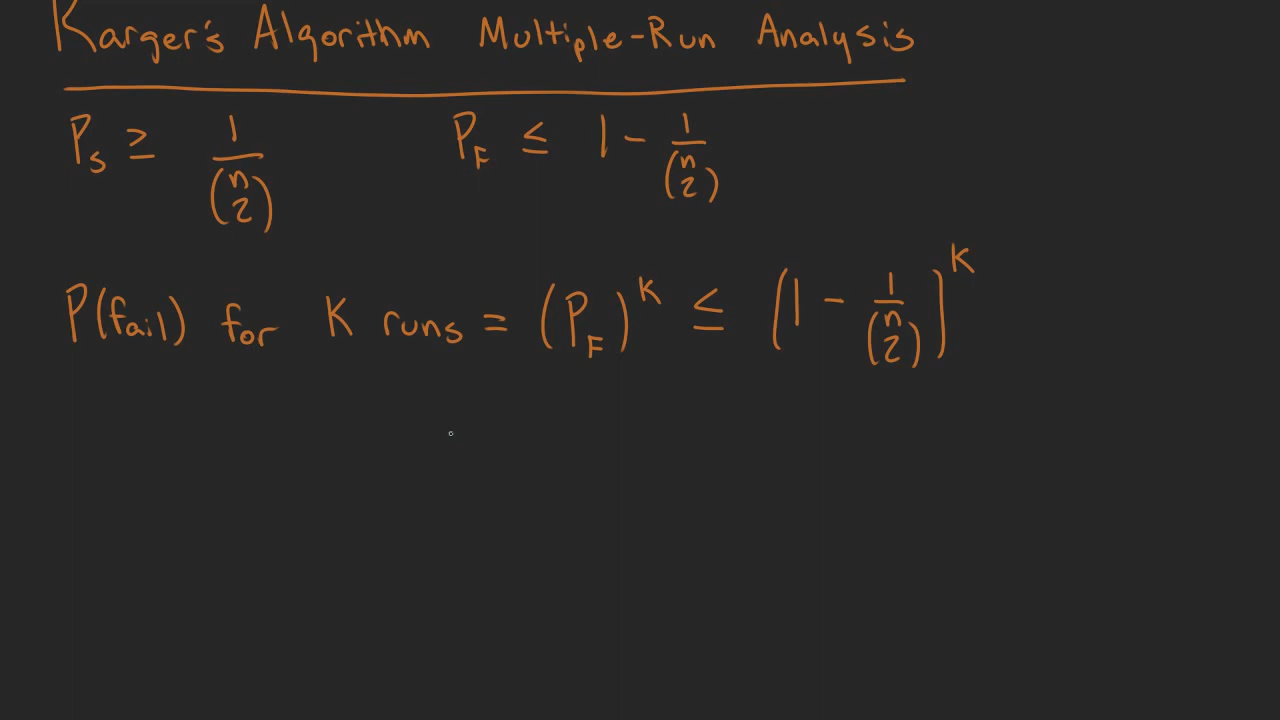 Karger's Algorithm Multiple-Run Analysis
P_S ≥ 1/(n 2) P_F ≤ 1 - 1/(n 2)
P(fail) for K runs = (P_F)^K ≤ (1 - 1/(n 2))^K